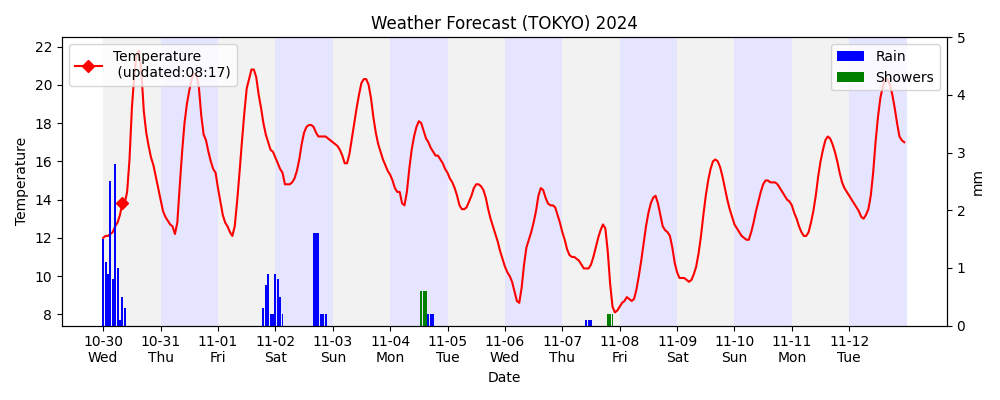 Weather Forecast (TOKYO) 2024
Temperature
(updated:08:17)
Rain
Showers
22
20
18
16
14
12
10
8
Temperature
5
4
3
2
1
0
mm
10-30 10-31 11-01 11-02 11-03 11-04 11-05 11-06 11-07 11-08 11-09 11-10 11-11 11-12
Wed Thu Fri Sat Sun Mon Tue Wed Thu Fri Sat Sun Mon Tue
Date